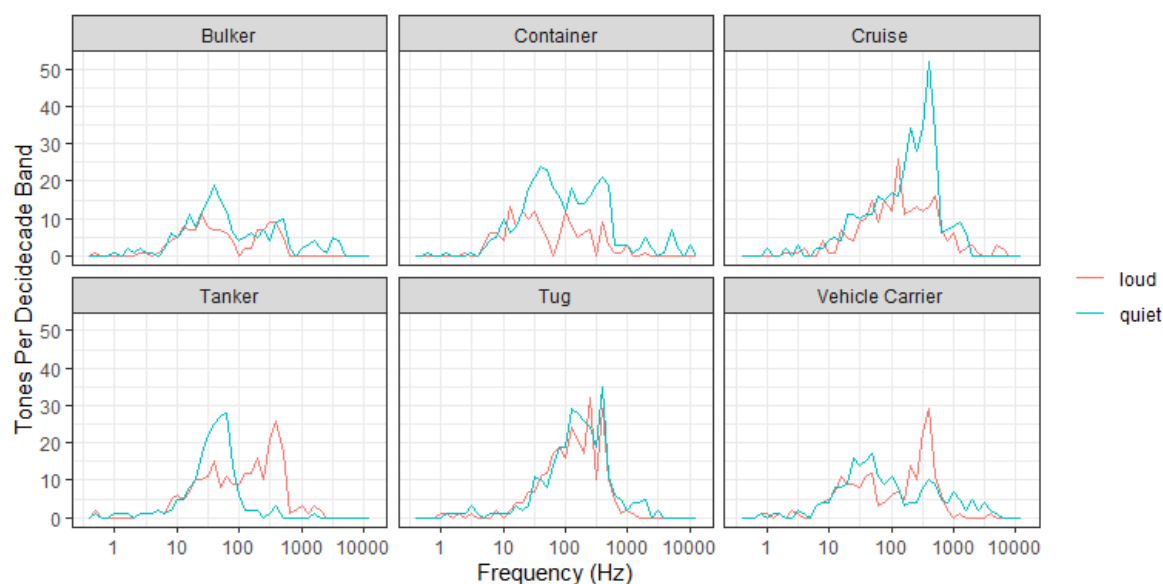 Bulker
Container
Cruise
50
40
30
20
10
0
Tanker
Tug
Vehicle Carrier
50
40
30
20
10
0
1 10 100 1000 10000
1 10 100 1000 10000
1 10 100 1000 10000
Frequency (Hz)
Tones Per Decidecade Band
loud
quiet